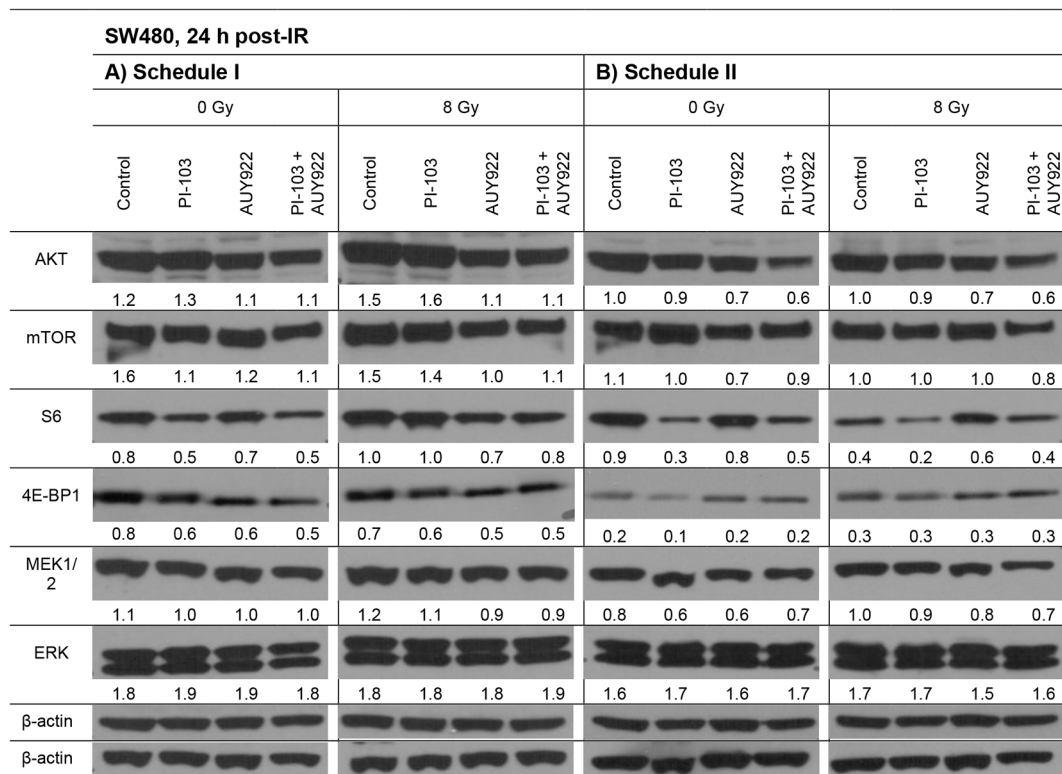 SW480, 24 h post-IR
A) Schedule I B) Schedule II
0 Gy 8 Gy 0 Gy 8 Gy
Control PI-103 AUY922 PI-103 + AUY922 Control PI-103 AUY922 PI-103 + AUY922 Control PI-103 AUY922 PI-103 + AUY922 Control PI-103 AUY922 PI-103 + AUY922
AKT
1.2 1.3 1.1 1.1 1.5 1.6 1.1 1.1 1.0 0.9 0.7 0.6 1.0 0.9 0.7 0.6
mTOR
1.6 1.1 1.2 1.1 1.5 1.4 1.0 1.1 1.1 1.0 0.7 0.9 1.0 1.0 1.0 0.8
S6
0.8 0.5 0.7 0.5 1.0 1.0 0.7 0.8 0.9 0.3 0.8 0.5 0.4 0.2 0.6 0.4
4E-BP1
0.8 0.6 0.6 0.5 0.7 0.6 0.5 0.5 0.2 0.1 0.2 0.2 0.3 0.3 0.3 0.3
MEK1/
2
1.1 1.0 1.0 1.0 1.2 1.1 0.9 0.9 0.8 0.6 0.6 0.7 1.0 0.9 0.8 0.7
ERK
1.8 1.9 1.9 1.8 1.8 1.8 1.8 1.9 1.6 1.7 1.6 1.7 1.7 1.7 1.5 1.6
β-actin
β-actin